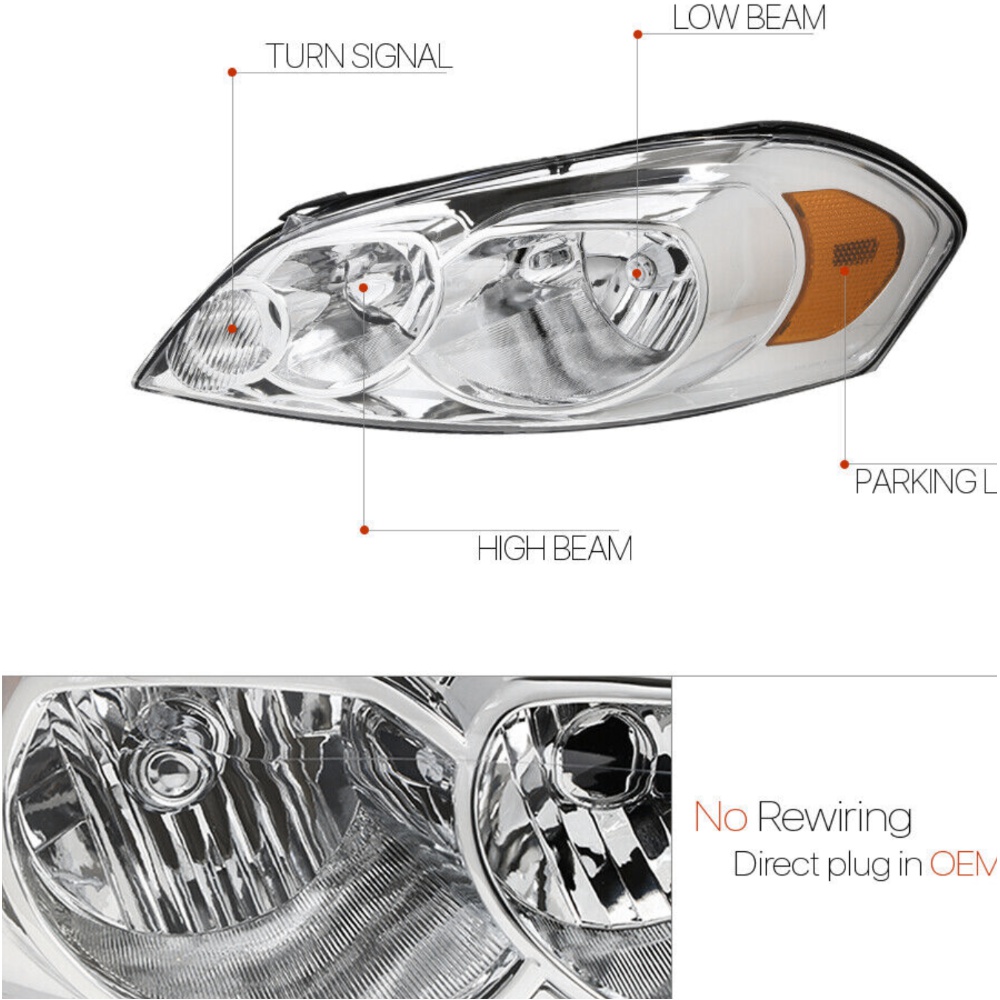 LOW BEAM
TURN SIGNAL
PARKING L
HIGH BEAM
No Rewiring
Direct plug in OEM